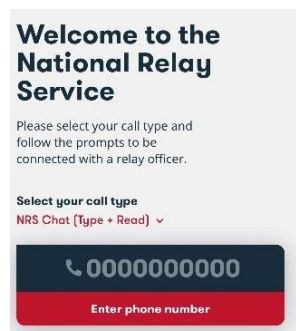 Welcome to the
National Relay
Service
Please select your call type and
follow the prompts to be
connected with a relay officer.
Select your call type
NRS Chat (Type + Read)
0000000000
Enter phone number